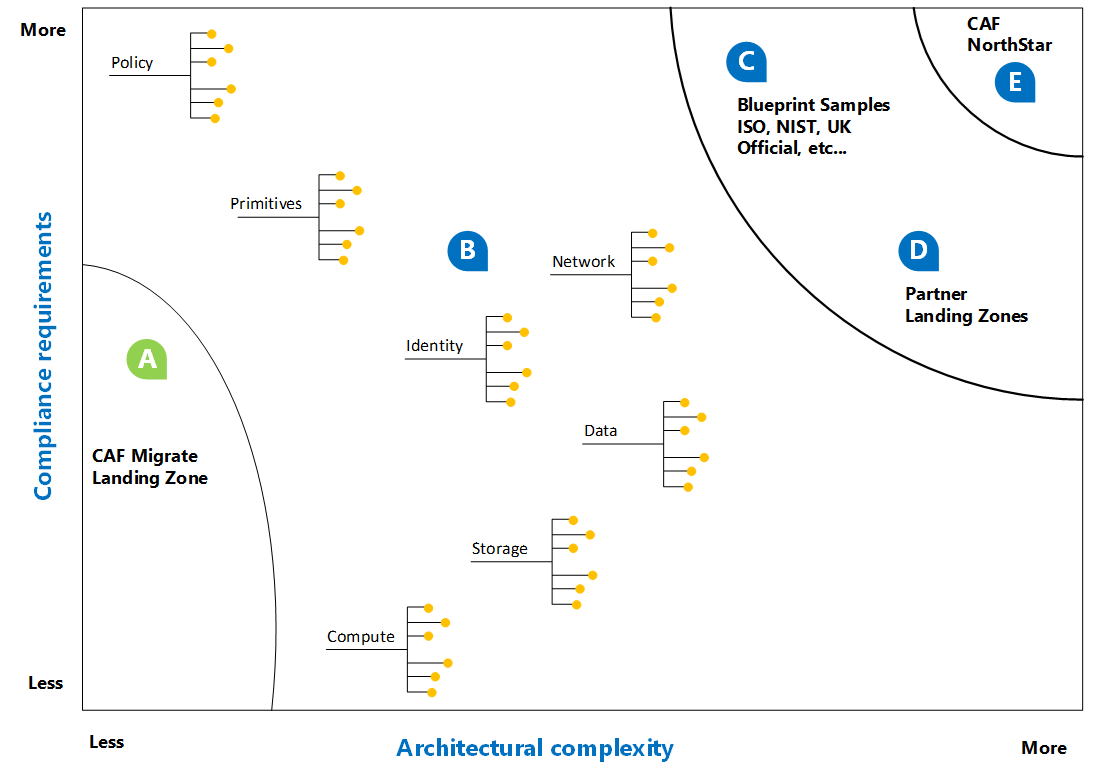 More
CAF
NorthStar
Policy
C
E
Blueprint Samples
ISO, NIST, UK
Official, etc...
Primitives
B
Network
D
Partner
Landing Zones
Compliance requirements
Identity
A
Data
CAF Migrate
Landing Zone
Storage
Compute
Less
Less
Architectural complexity
More